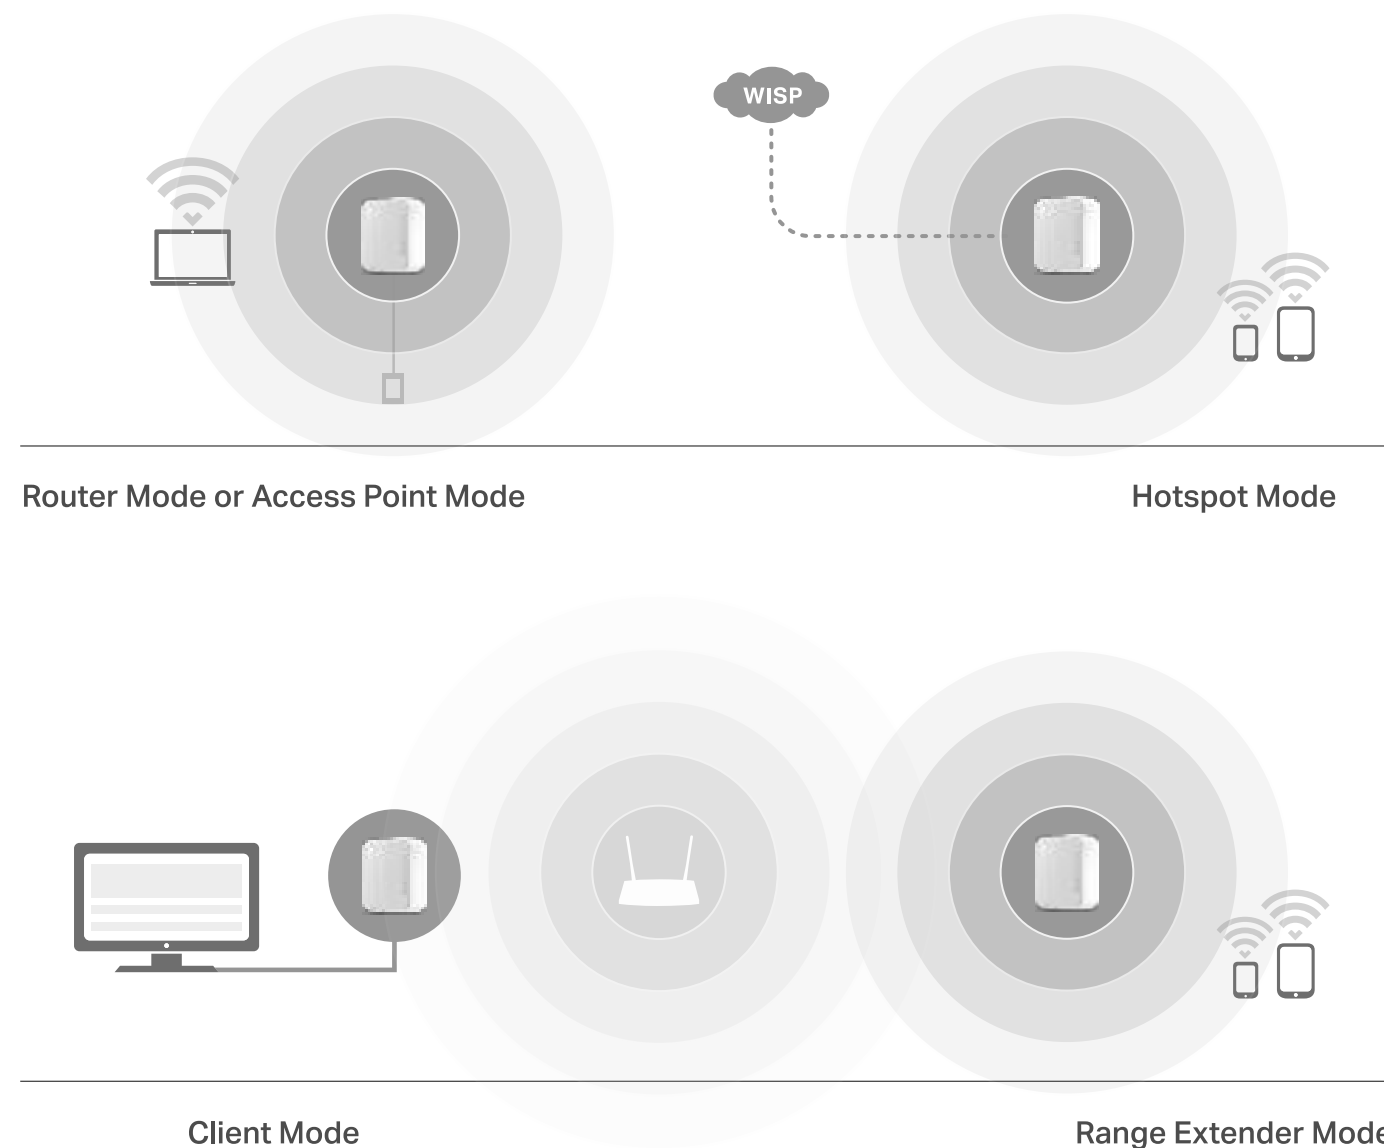 WISP
Router Mode or Access Point Mode
Hotspot Mode
Client Mode
Range Extender Mode